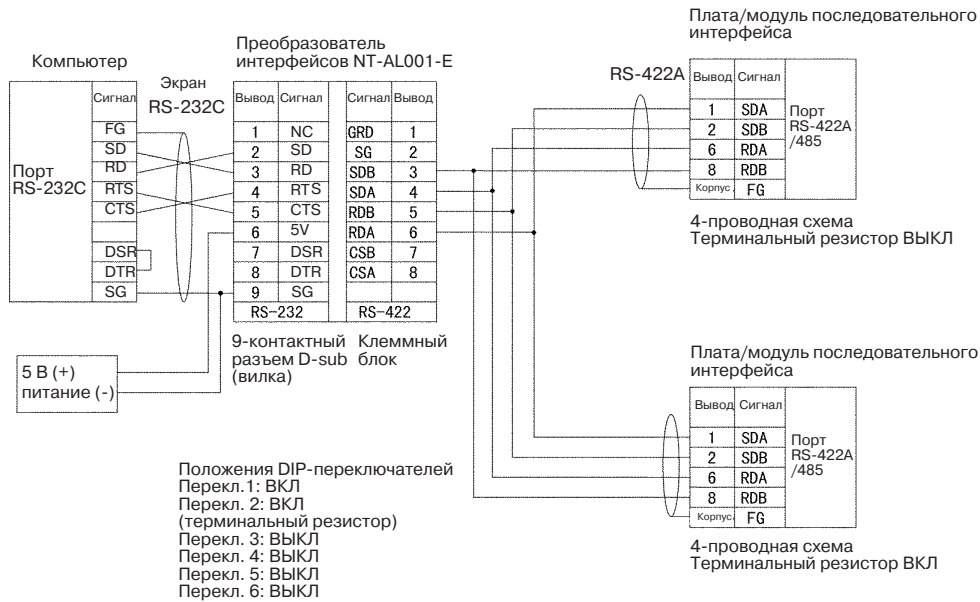 Плата/модуль последовательного
интерфейса
Преобразователь
интерфейсов NT-AL001-E
Компьютер
Экран
RS-232C
RS-422A
Сигнал
FG
SD
RD
RTS
CTS
DSR
DTR
SG
Порт
RS-232C
Вывод Сигнал
1 NC
2 SD
3 RD
4 RTS
5 CTS
6 5V
7 DSR
8 DTR
9 SG
RS-232
Сигнал Вывод
GRD 1
SG 2
SDB 3
SDA 4
RDB 5
RDA 6
CSB 7
CSA 8
RS-422
Вывод Сигнал
1 SDA
2 SDB
6 RDA
8 RDB
Корпус FG
Порт
RS-422A
/485
4-проводная схема
Терминальный резистор ВЫКЛ
9-контактный
разъем D-sub
(вилка)
Клеммный
блок
5 В (+)
питание (-)
Плата/модуль последовательного
интерфейса
Вывод Сигнал
1 SDA
2 SDB
6 RDA
8 RDB
Корпус FG
Порт
RS-422A
/485
4-проводная схема
Терминальный резистор ВКЛ
Положения DIP-переключателей
Перекл.1: ВКЛ
Перекл. 2: ВКЛ
(терминальный резистор)
Перекл. 3: ВЫКЛ
Перекл. 4: ВЫКЛ
Перекл. 5: ВЫКЛ
Перекл. 6: ВЫКЛ